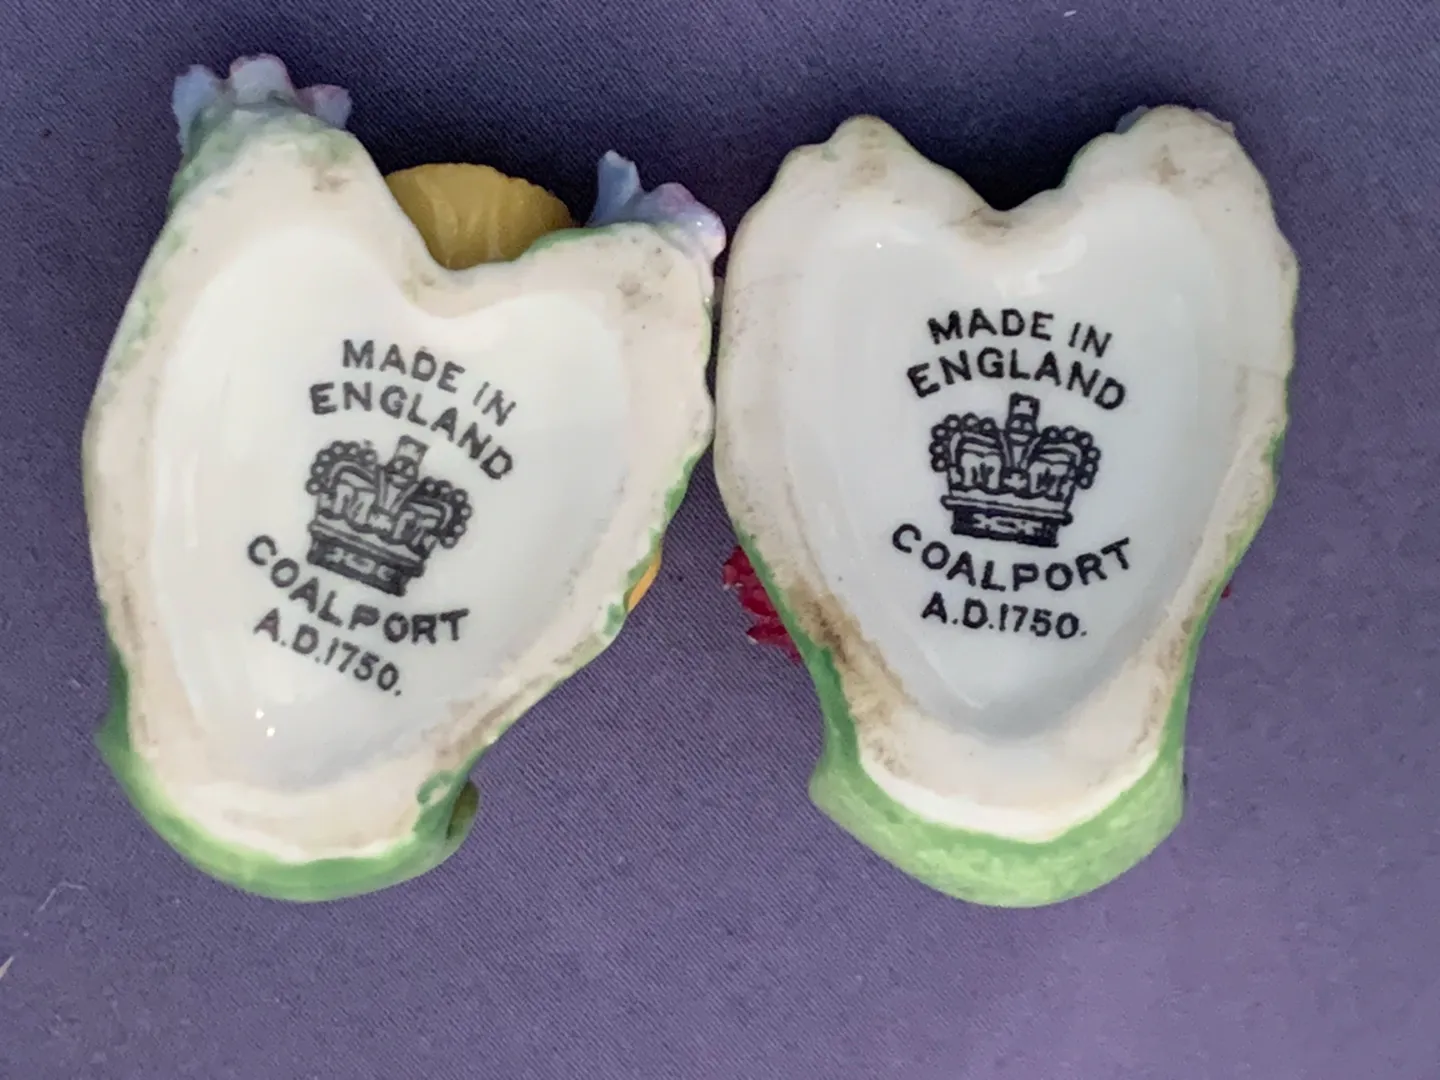 MADE IN
ENGLAND
COALPORT
A.D.1750.
MADE IN
ENGLAND
COALPORT
A.D.1750.